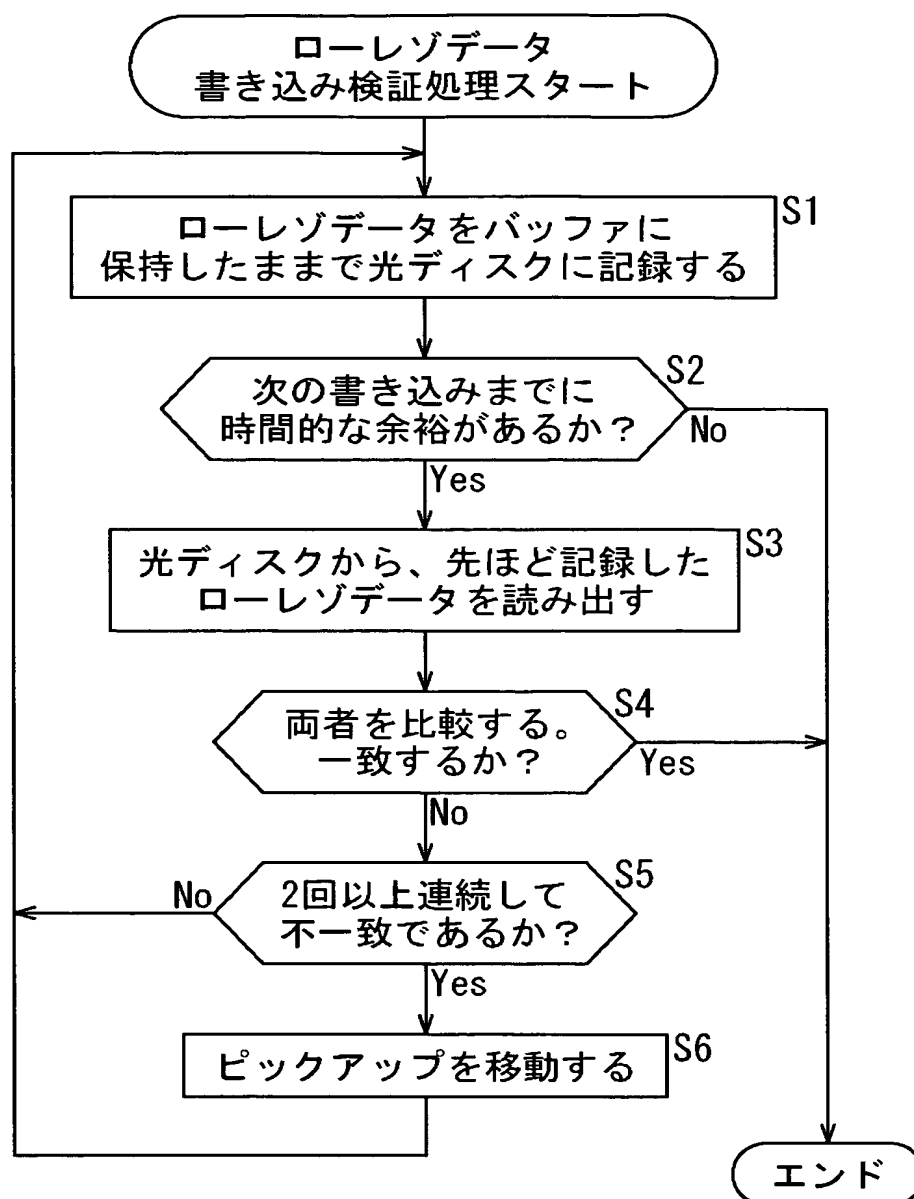 ローレゾデータ
書き込み検証処理スタート
S1
ローレゾデータをバッファに
保持したままで光ディスクに記録する
S2
次の書き込みまでに
時間的な余裕があるか？
No
Yes
S3
光ディスクから、先ほど記録した
ローレゾデータを読み出す
S4
両者を比較する。
一致するか？
Yes
No
S5
No
2回以上連続して
不一致であるか？
Yes
S6
ピックアップを移動する
エンド